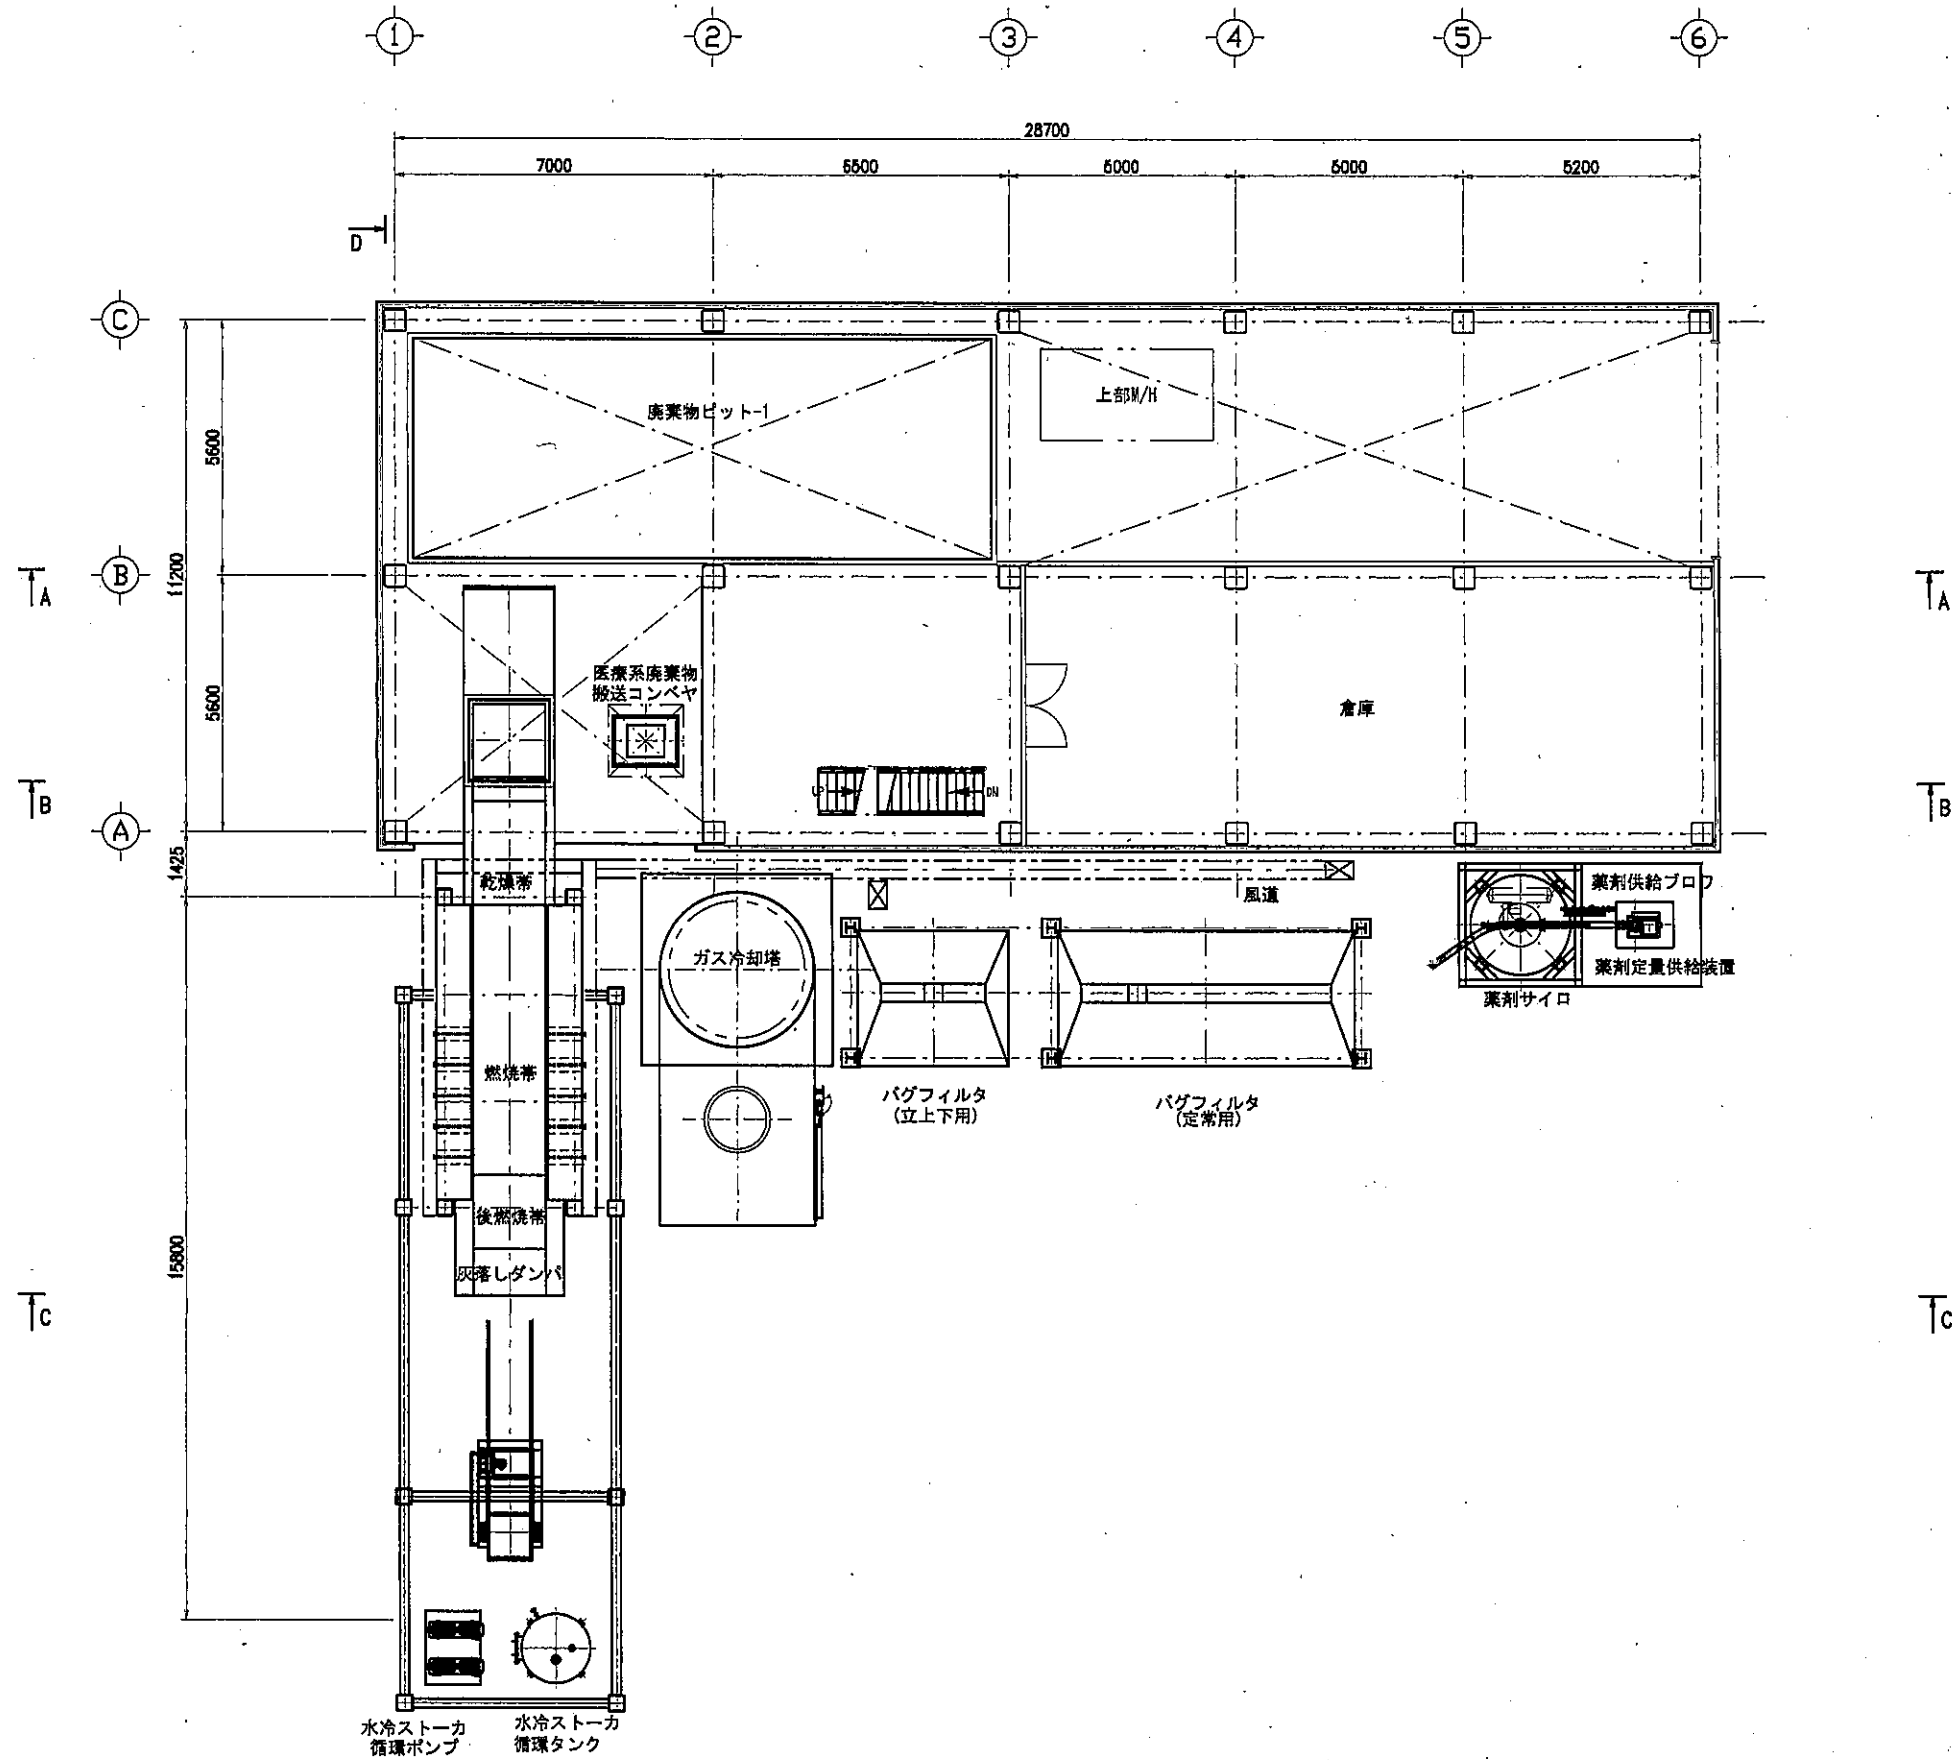 1 2 3 4 5 6
28700
7000 6500 5000 5000 5200
D
C
5600
廃棄物ピット-1
上部M/H
11200
A B A
5600
医療系廃棄物
搬送コンベヤ
倉庫
B B
UP DN
A
1425
乾燥帯
風道
薬剤供給ブロワ
ガス冷却塔
薬剤定量供給装置
薬剤サイロ
燃焼帯
バグフィルタ
(立上下用)
バグフィルタ
(定常用)
後燃焼帯
15800
灰落しダンパ
C C
水冷ストーカ
循環ポンプ
水冷ストーカ
循環タンク